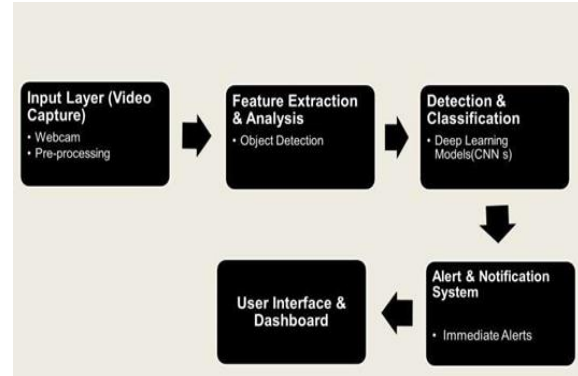 Input Layer (Video
Capture)
• Webcam
• Pre-processing
Feature Extraction
& Analysis
• Object Detection
Detection &
Classification
• Deep Learning
Models(CNN s)
Alert & Notification
System
• Immediate Alerts
User Interface &
Dashboard